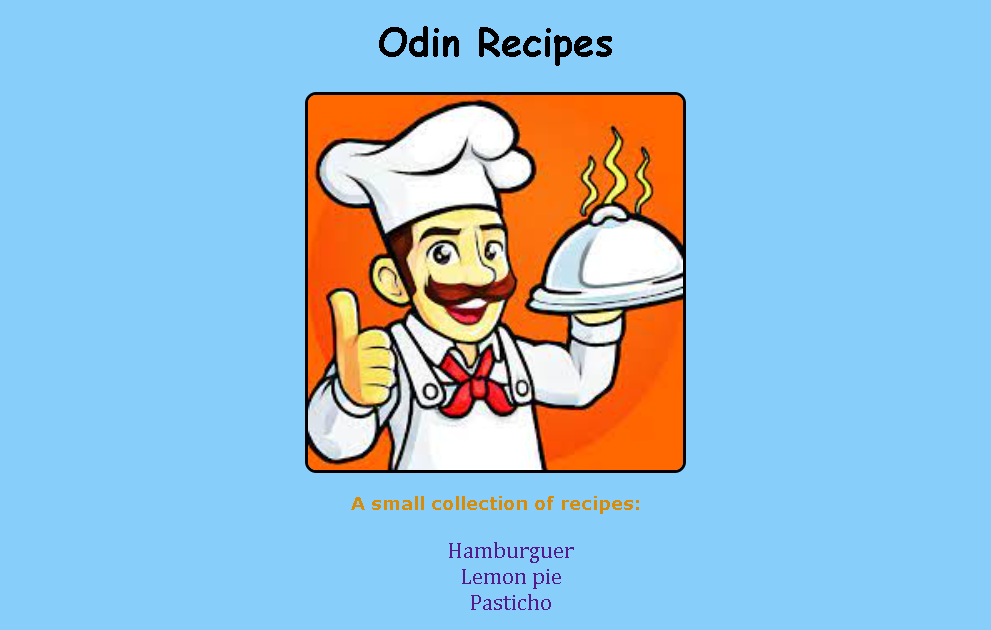 Odin Recipes
A small collection of recipes:
Hamburguer
Lemon pie
Pasticho